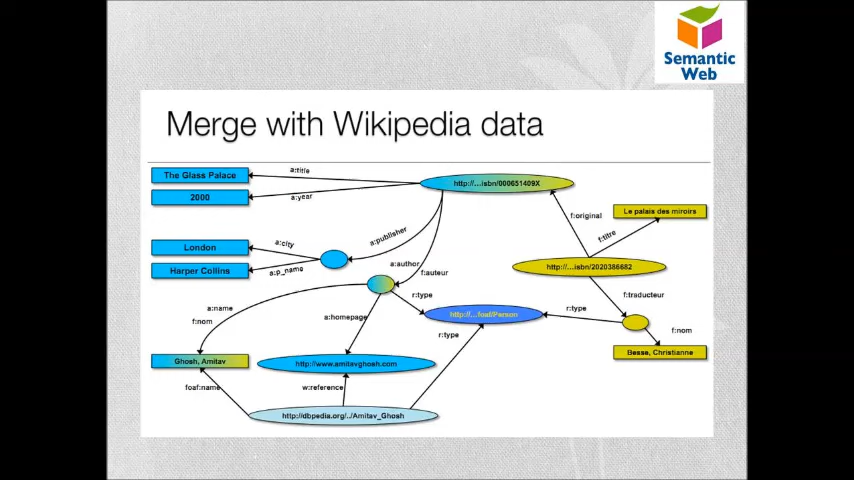 Semantic
Web
Merge with Wikipedia data
The Glass Palace
a:title
http://...isbn/000651409X
2000
a:year
Le palais des miroirs
f:original
f:titre
London
a:city
a:publisher
Harper Collins
a:p_name
a:author
f:auteur
http://...isbn/2020386682
r:type
f:traducteur
a:name
f:nom
a:homepage
http://...foaf/Person
r:type
r:type
f:nom
Ghosh, Amitav
http://www.amitavghosh.com
Besse, Christianne
foaf:name
w:reference
http://dbpedia.org/../Amitav_Ghosh